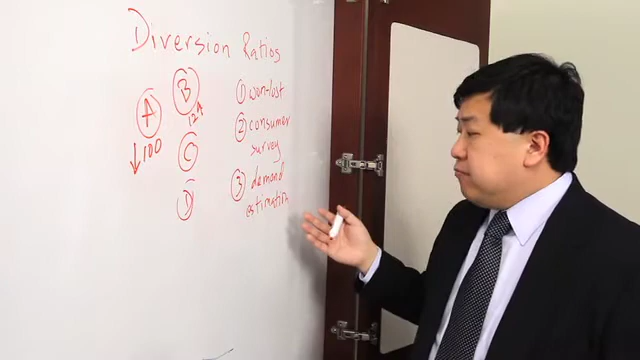 Diversion Ratios
A
↓100
B
12↑
C
D
① won-lost
② consumer
survey
③ demand
estimation